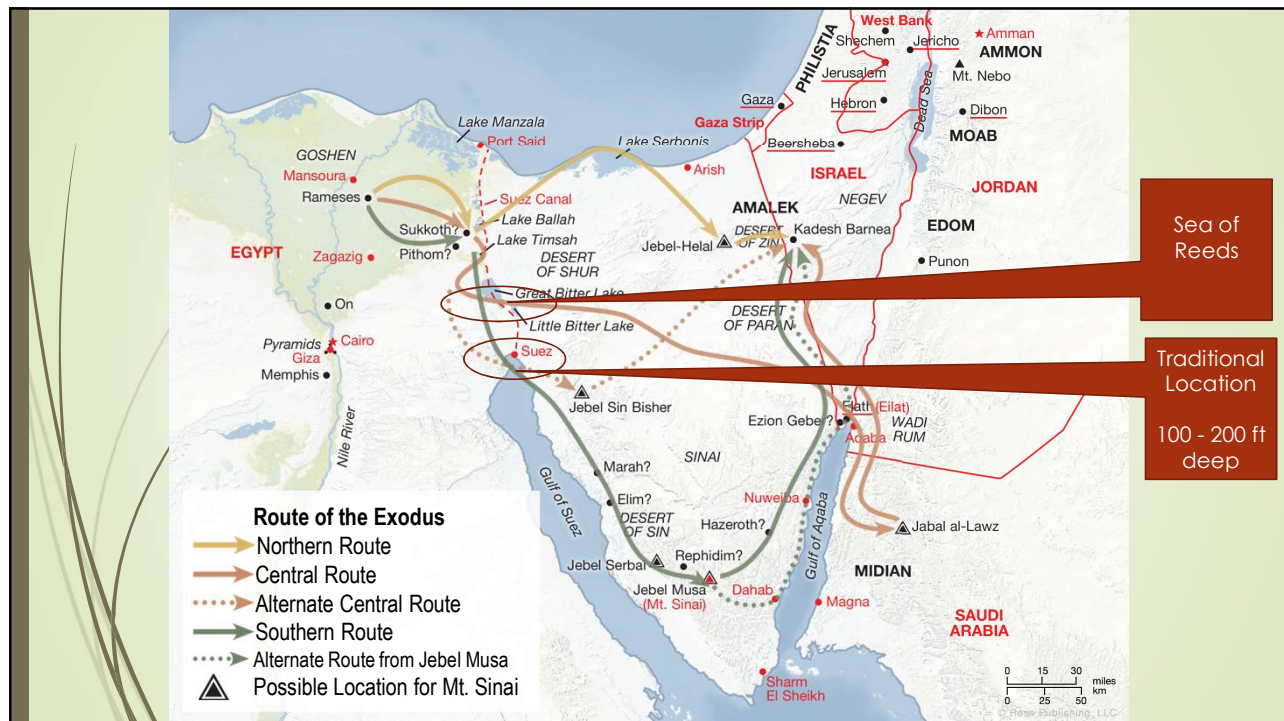 West Bank
Shechem
Jericho
Amman
AMMON
PHILISTIA
Jerusalem
Mt. Nebo
Gaza
Hebron
Dead Sea
Dibon
Gaza Strip
MOAB
Lake Manzala
Port Said
Lake Serbonis
Beersheba
GOSHEN
Mansoura
Arish
ISRAEL
JORDAN
Rameses
Suez Canal
NEGEV
AMALEK
Lake Ballah
Sukkoth?
Kadesh Barnea
EDOM
DESERT
OF ZIN
Jebel-Helal
EGYPT
Pithom?
Lake Timsah
Zagazig
DESERT
OF SHUR
Punon
Great Bitter Lake
On
Little Bitter Lake
DESERT
OF PARAN
Pyramids
Cairo
Giza
Suez
Memphis
Jebel Sin Bisher
Elath (Eilat)
Ezion Geber?
Aqaba
WADI
RUM
Nile River
SINAI
Marah?
Gulf of Suez
Elim?
Nuweiba
Gulf of Aqaba
DESERT
OF SIN
Hazeroth?
Jabal al-Lawz
Jebel Serbal
Rephidim?
MIDIAN
Jebel Musa
(Mt. Sinai)
Dahab
Magna
SAUDI
ARABIA
Sharm
El Sheikh
0 15 30
miles
km
0 25 50
© Rose Publishing, LLC
Route of the Exodus
Northern Route
Central Route
Alternate Central Route
Southern Route
Alternate Route from Jebel Musa
Possible Location for Mt. Sinai
Sea of
Reeds
Traditional
Location
100 - 200 ft
deep